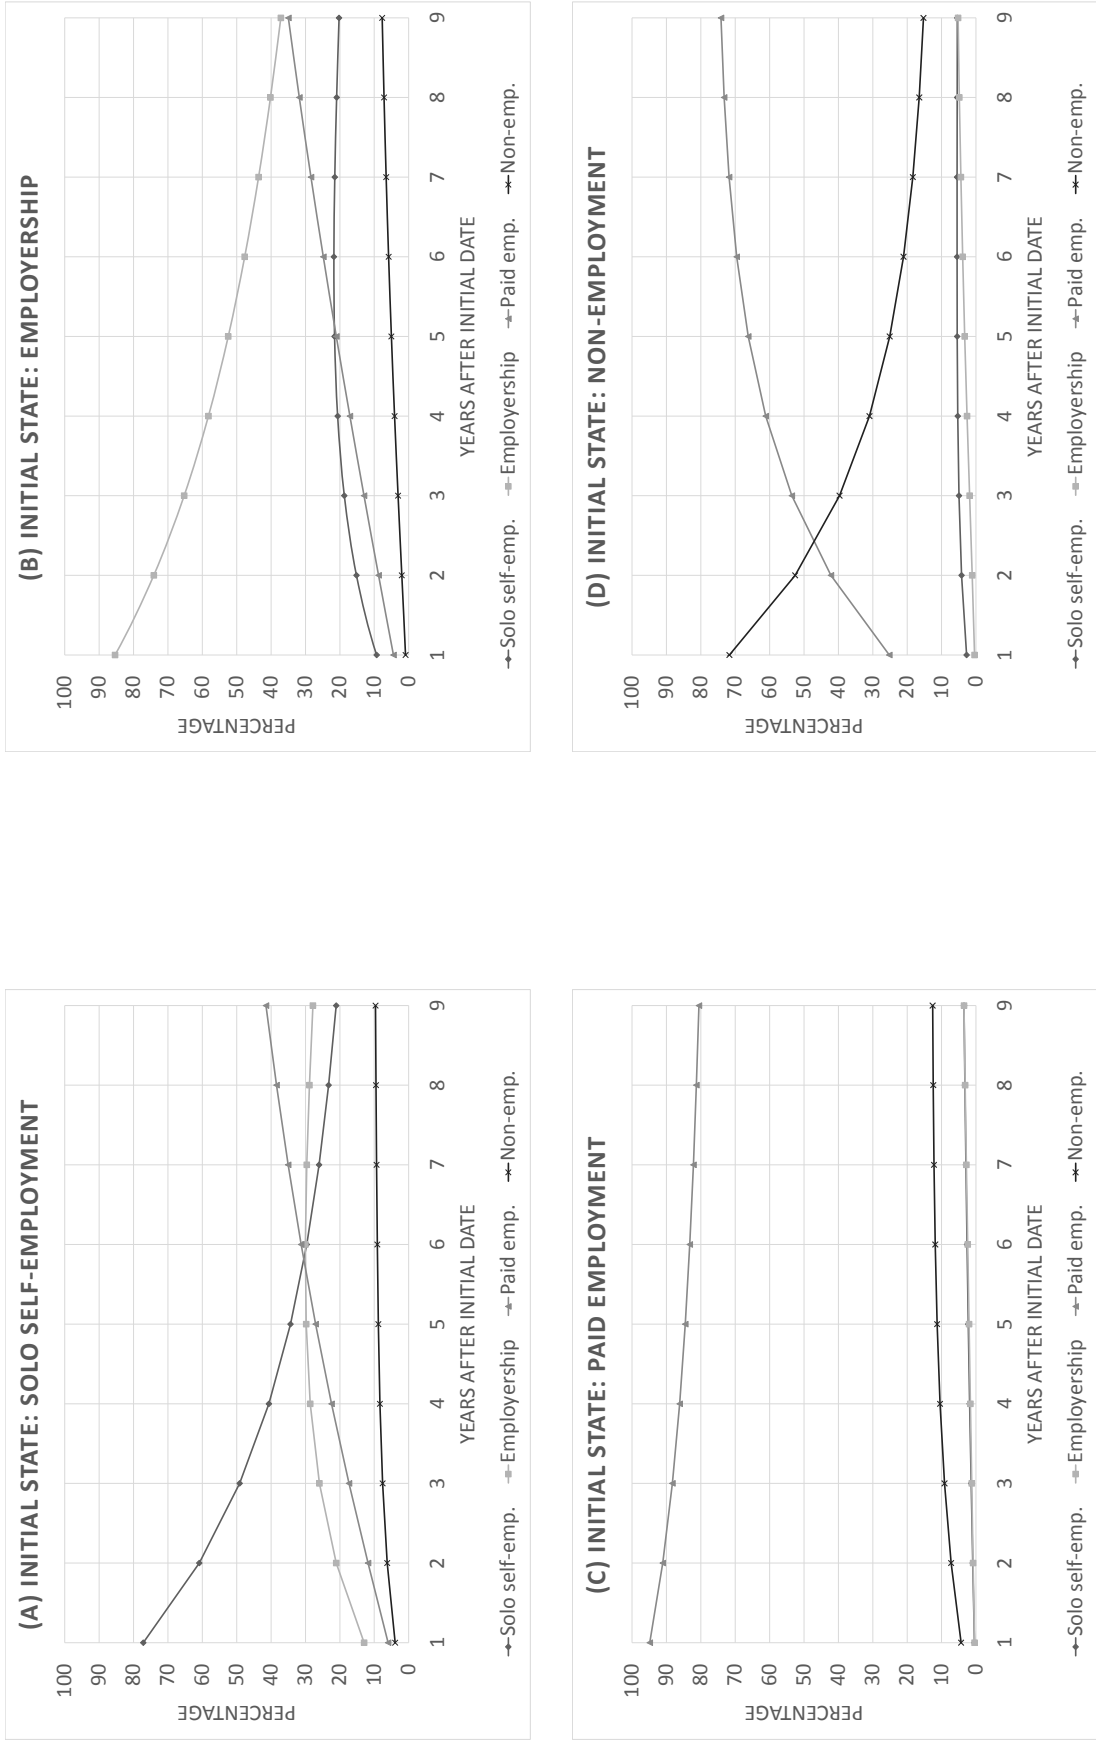 (A) INITIAL STATE: SOLO SELF-EMPLOYMENT
PERCENTAGE
100
90
80
70
60
50
40
30
20
10
0
1 2 3 4 5 6 7 8 9
YEARS AFTER INITIAL DATE
Solo self-emp. Employership Paid emp. Non-emp.
(B) INITIAL STATE: EMPLOYERSHIP
PERCENTAGE
100
90
80
70
60
50
40
30
20
10
0
1 2 3 4 5 6 7 8 9
YEARS AFTER INITIAL DATE
Solo self-emp. Employership Paid emp. Non-emp.
(C) INITIAL STATE: PAID EMPLOYMENT
PERCENTAGE
100
90
80
70
60
50
40
30
20
10
0
1 2 3 4 5 6 7 8 9
YEARS AFTER INITIAL DATE
Solo self-emp. Employership Paid emp. Non-emp.
(D) INITIAL STATE: NON-EMPLOYMENT
PERCENTAGE
100
90
80
70
60
50
40
30
20
10
0
1 2 3 4 5 6 7 8 9
YEARS AFTER INITIAL DATE
Solo self-emp. Employership Paid emp. Non-emp.